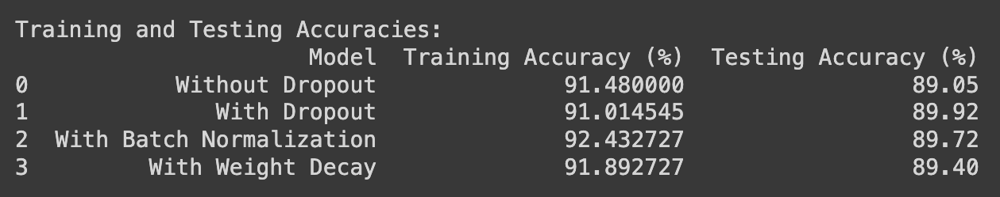 Training and Testing Accuracies:
Model Training Accuracy (%) Testing Accuracy (%)
0 Without Dropout 91.480000 89.05
1 With Dropout 91.014545 89.92
2 With Batch Normalization 92.432727 89.72
3 With Weight Decay 91.892727 89.40